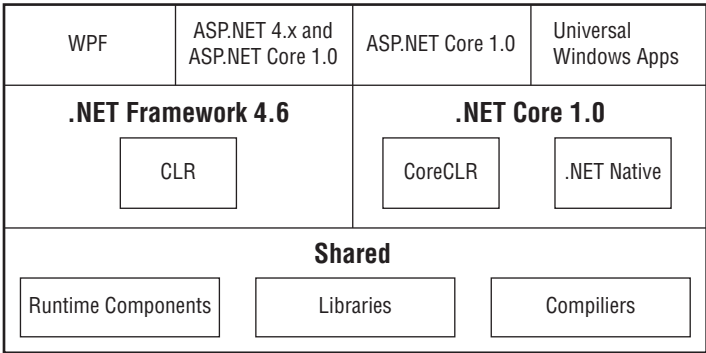 WPF
ASP.NET 4.x and
ASP.NET Core 1.0
ASP.NET Core 1.0
Universal
Windows Apps
.NET Framework 4.6
.NET Core 1.0
CLR
CoreCLR
.NET Native
Shared
Runtime Components
Libraries
Compiliers